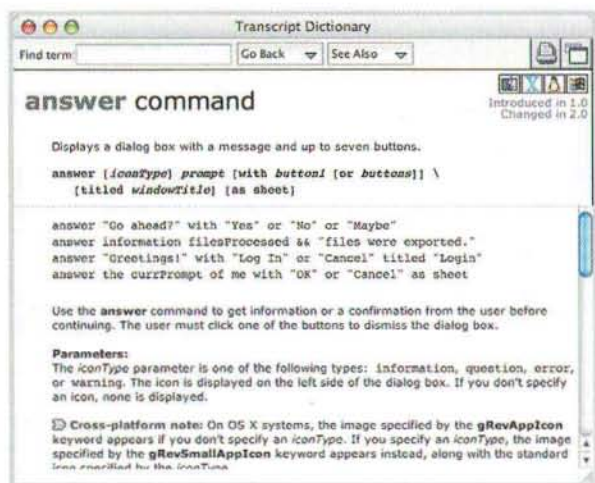 Transcript Dictionary
Find term:
Go Back
See Also
answer command
Introduced in 1.0
Changed in 2.0
Displays a dialog box with a message and up to seven buttons.
answer [iconType] prompt [with button1 [or buttons]] \
[titled windowTitle] [as sheet]
answer "Go ahead?" with "Yes" or "No" or "Maybe"
answer information filesProcessed && "files were exported."
answer "Greetings!" with "Log In" or "Cancel" titled "Login"
answer the currPrompt of me with "OK" or "Cancel" as sheet
Use the answer command to get information or a confirmation from the user before
continuing. The user must click one of the buttons to dismiss the dialog box.
Parameters:
The iconType parameter is one of the following types: information, question, error,
or warning. The icon is displayed on the left side of the dialog box. If you don't specify
an icon, none is displayed.
Cross-platform note: On OS X systems, the image specified by the gRevAppIcon
keyword appears if you don't specify an iconType. If you specify an iconType, the image
specified by the gRevSmallAppIcon keyword appears instead, along with the standard
icon specified by the iconType